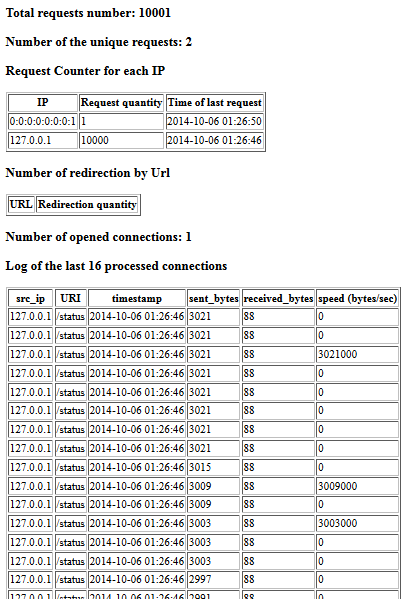 Total requests number: 10001
Number of the unique requests: 2
Request Counter for each IP
IP Request quantity Time of last request
0:0:0:0:0:0:0:1 1 2014-10-06 01:26:50
127.0.0.1 10000 2014-10-06 01:26:46
Number of redirection by Url
URL Redirection quantity
Number of opened connections: 1
Log of the last 16 processed connections
src_ip URI timestamp sent_bytes received_bytes speed (bytes/sec)
127.0.0.1 /status 2014-10-06 01:26:46 3021 88 0
127.0.0.1 /status 2014-10-06 01:26:46 3021 88 0
127.0.0.1 /status 2014-10-06 01:26:46 3021 88 3021000
127.0.0.1 /status 2014-10-06 01:26:46 3021 88 0
127.0.0.1 /status 2014-10-06 01:26:46 3021 88 0
127.0.0.1 /status 2014-10-06 01:26:46 3021 88 0
127.0.0.1 /status 2014-10-06 01:26:46 3021 88 0
127.0.0.1 /status 2014-10-06 01:26:46 3021 88 0
127.0.0.1 /status 2014-10-06 01:26:46 3015 88 0
127.0.0.1 /status 2014-10-06 01:26:46 3009 88 3009000
127.0.0.1 /status 2014-10-06 01:26:46 3009 88 0
127.0.0.1 /status 2014-10-06 01:26:46 3003 88 3003000
127.0.0.1 /status 2014-10-06 01:26:46 3003 88 0
127.0.0.1 /status 2014-10-06 01:26:46 3003 88 0
127.0.0.1 /status 2014-10-06 01:26:46 2997 88 0
127.0.0.1 /status 2014-10-06 01:26:46 2991 88 0